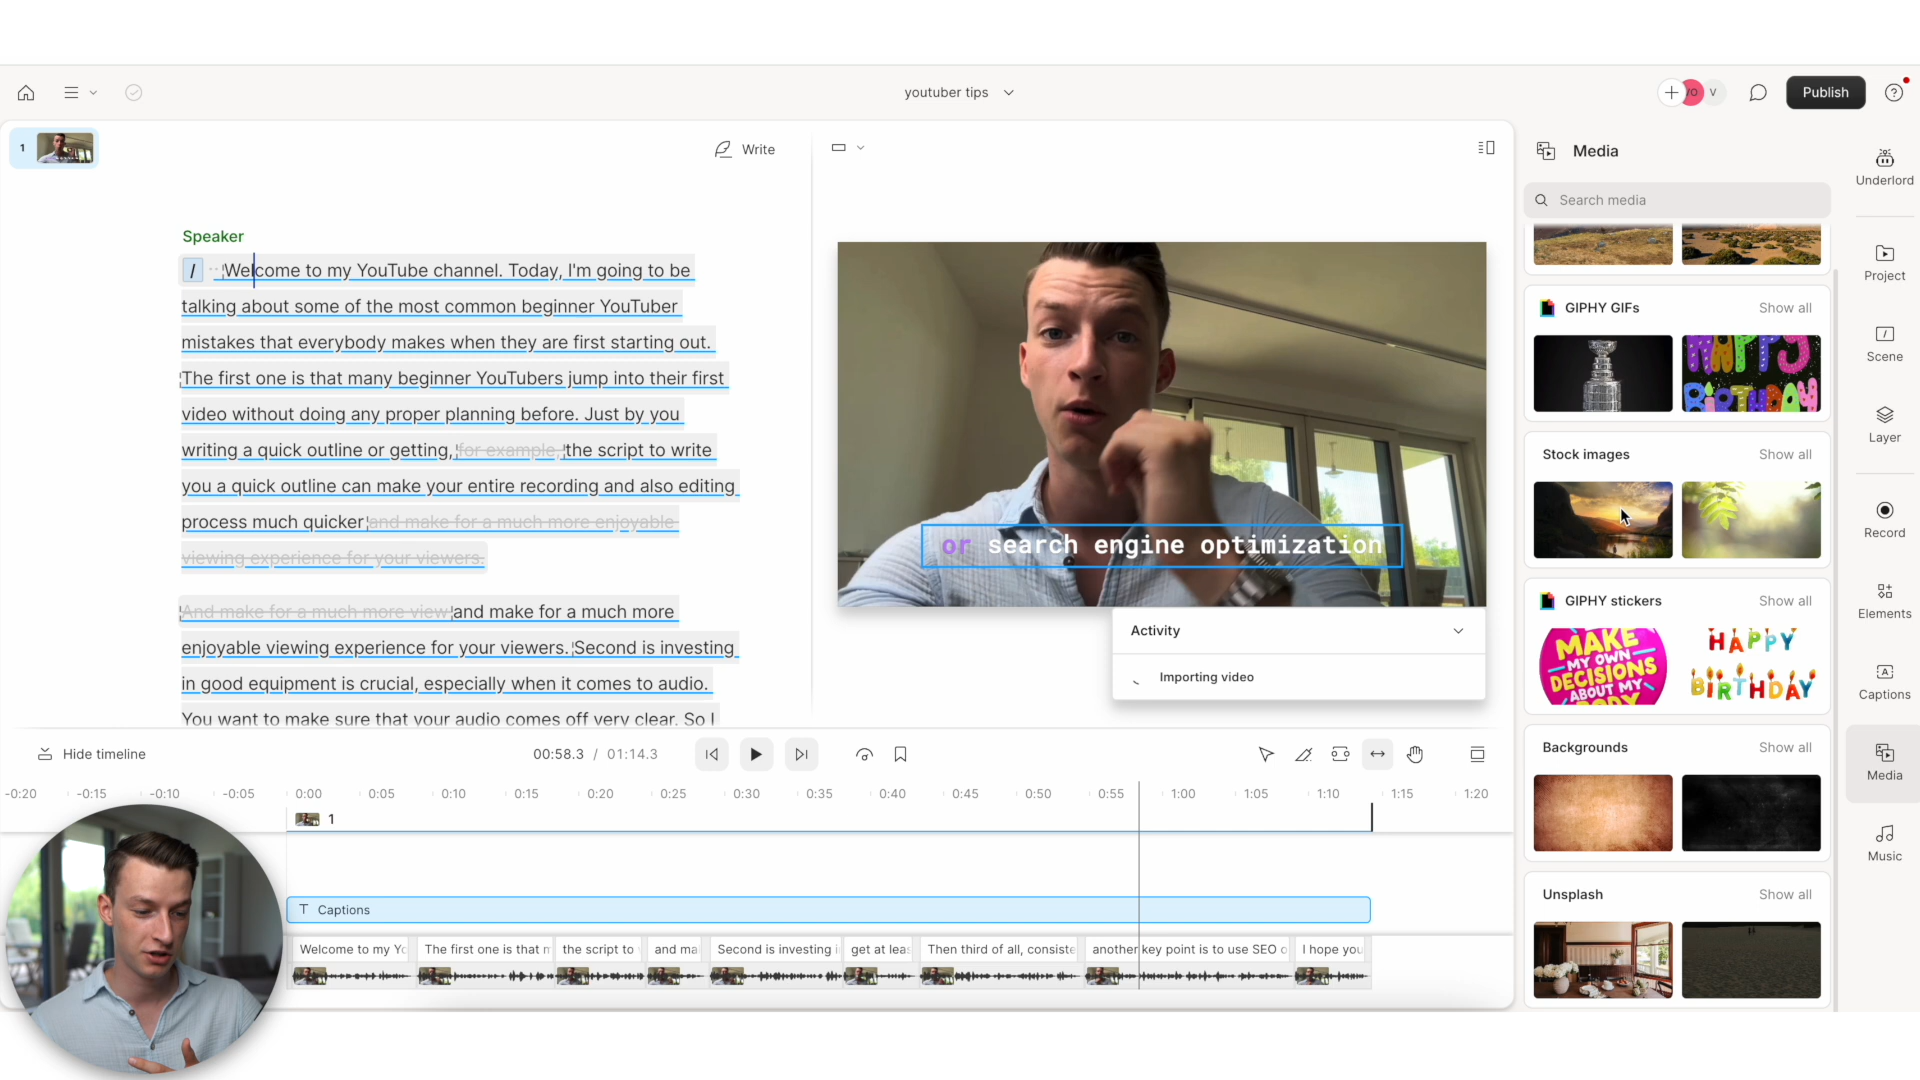 youtuber tips
VO
V
Publish
1
Write
Media
Search media
Speaker
/ Welcome to my YouTube channel. Today, I'm going to be
talking about some of the most common beginner YouTuber
mistakes that everybody makes when they are first starting out.
The first one is that many beginner YouTubers jump into their first
video without doing any proper planning before. Just by you
writing a quick outline or getting, for example, the script to write
you a quick outline can make your entire recording and also editing
process much quicker and make for a much more enjoyable
viewing experience for your viewers.
And make for a much more view and make for a much more
enjoyable viewing experience for your viewers. Second is investing
in good equipment is crucial, especially when it comes to audio.
You want to make sure that your audio comes off very clear. So I
or search engine optimization
Activity
Importing video
GIPHY GIFs Show all
HAPPY
BIRTHDAY
Stock images Show all
GIPHY stickers Show all
MAKE
MY OWN
DECISIONS
ABOUT MY
BODY
HAPPY
BIRTHDAY
Backgrounds Show all
Unsplash Show all
Underlord
Project
Scene
Layer
Record
Elements
Captions
Media
Music
Hide timeline
00:58.3 / 01:14.3
-0:20 -0:15 -0:10 -0:05 0:00 0:05 0:10 0:15 0:20 0:25 0:30 0:35 0:40 0:45 0:50 0:55 1:00 1:05 1:10 1:15 1:20
1
T Captions
Welcome to my Yo The first one is that the script to and ma Second is investing get at leas Then third of all, consiste another key point is to use SEO o I hope you